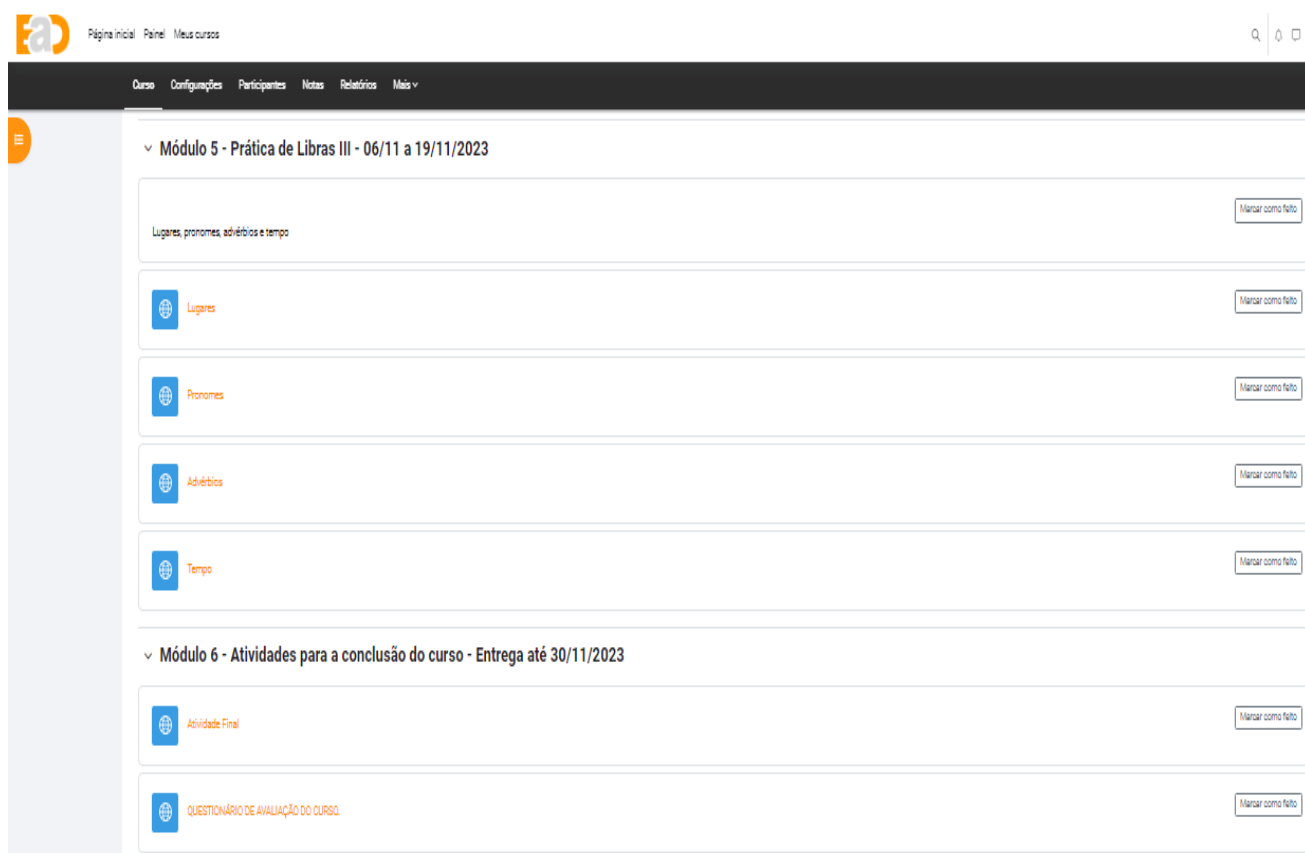 EaD
Página inicial Painel Meus cursos
Curso Configurações Participantes Notas Relatórios Mais
Módulo 5 - Prática de Libras III - 06/11 a 19/11/2023
Marcar como feito
Lugares, pronomes, advérbios e tempo
Lugares
Marcar como feito
Pronomes
Marcar como feito
Advérbios
Marcar como feito
Tempo
Marcar como feito
Módulo 6 - Atividades para a conclusão do curso - Entrega até 30/11/2023
Atividade Final
Marcar como feito
QUESTIONÁRIO DE AVALIAÇÃO DO CURSO.
Marcar como feito